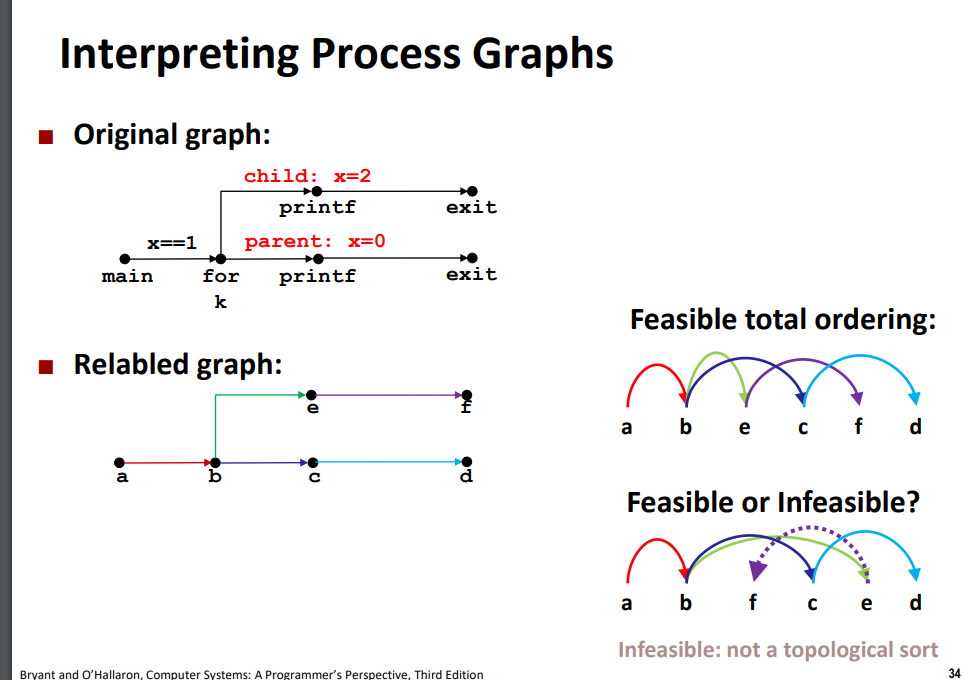 Interpreting Process Graphs
Original graph:
child: x=2
printf exit
x==1 parent: x=0
main for printf exit
k
Feasible total ordering:
Relabled graph:
e f
a b e c f d
a b c d
Feasible or Infeasible?
a b f c e d
Infeasible: not a topological sort
Bryant and O'Hallaron, Computer Systems: A Programmer's Perspective, Third Edition 34